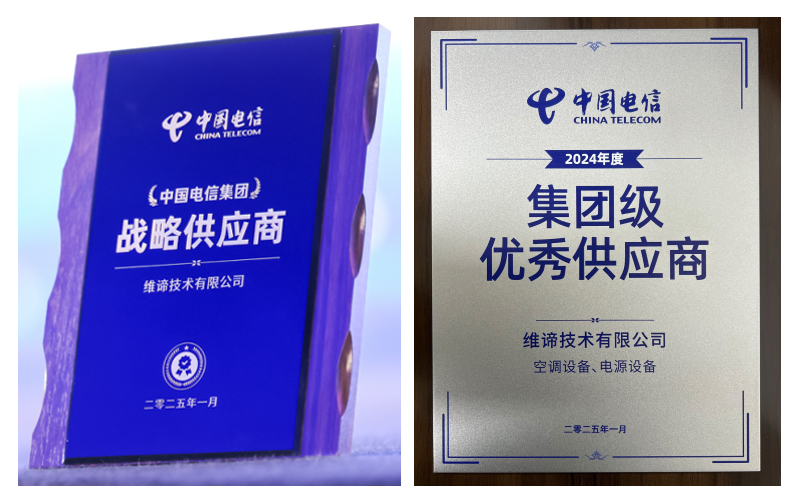 中国电信
CHINA TELECOM
中国电信集团
战略供应商
维谛技术有限公司
二零二五年一月
中国电信
CHINA TELECOM
2024年度
集团级
优秀供应商
维谛技术有限公司
空调设备、电源设备
二零二五年一月